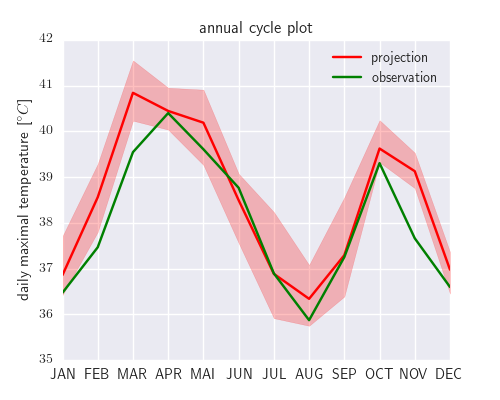 annual cycle plot
42
41
40
39
38
37
36
35
daily maximal temperature [°C]
projection
observation
JAN FEB MAR APR MAI JUN JUL AUG SEP OCT NOV DEC